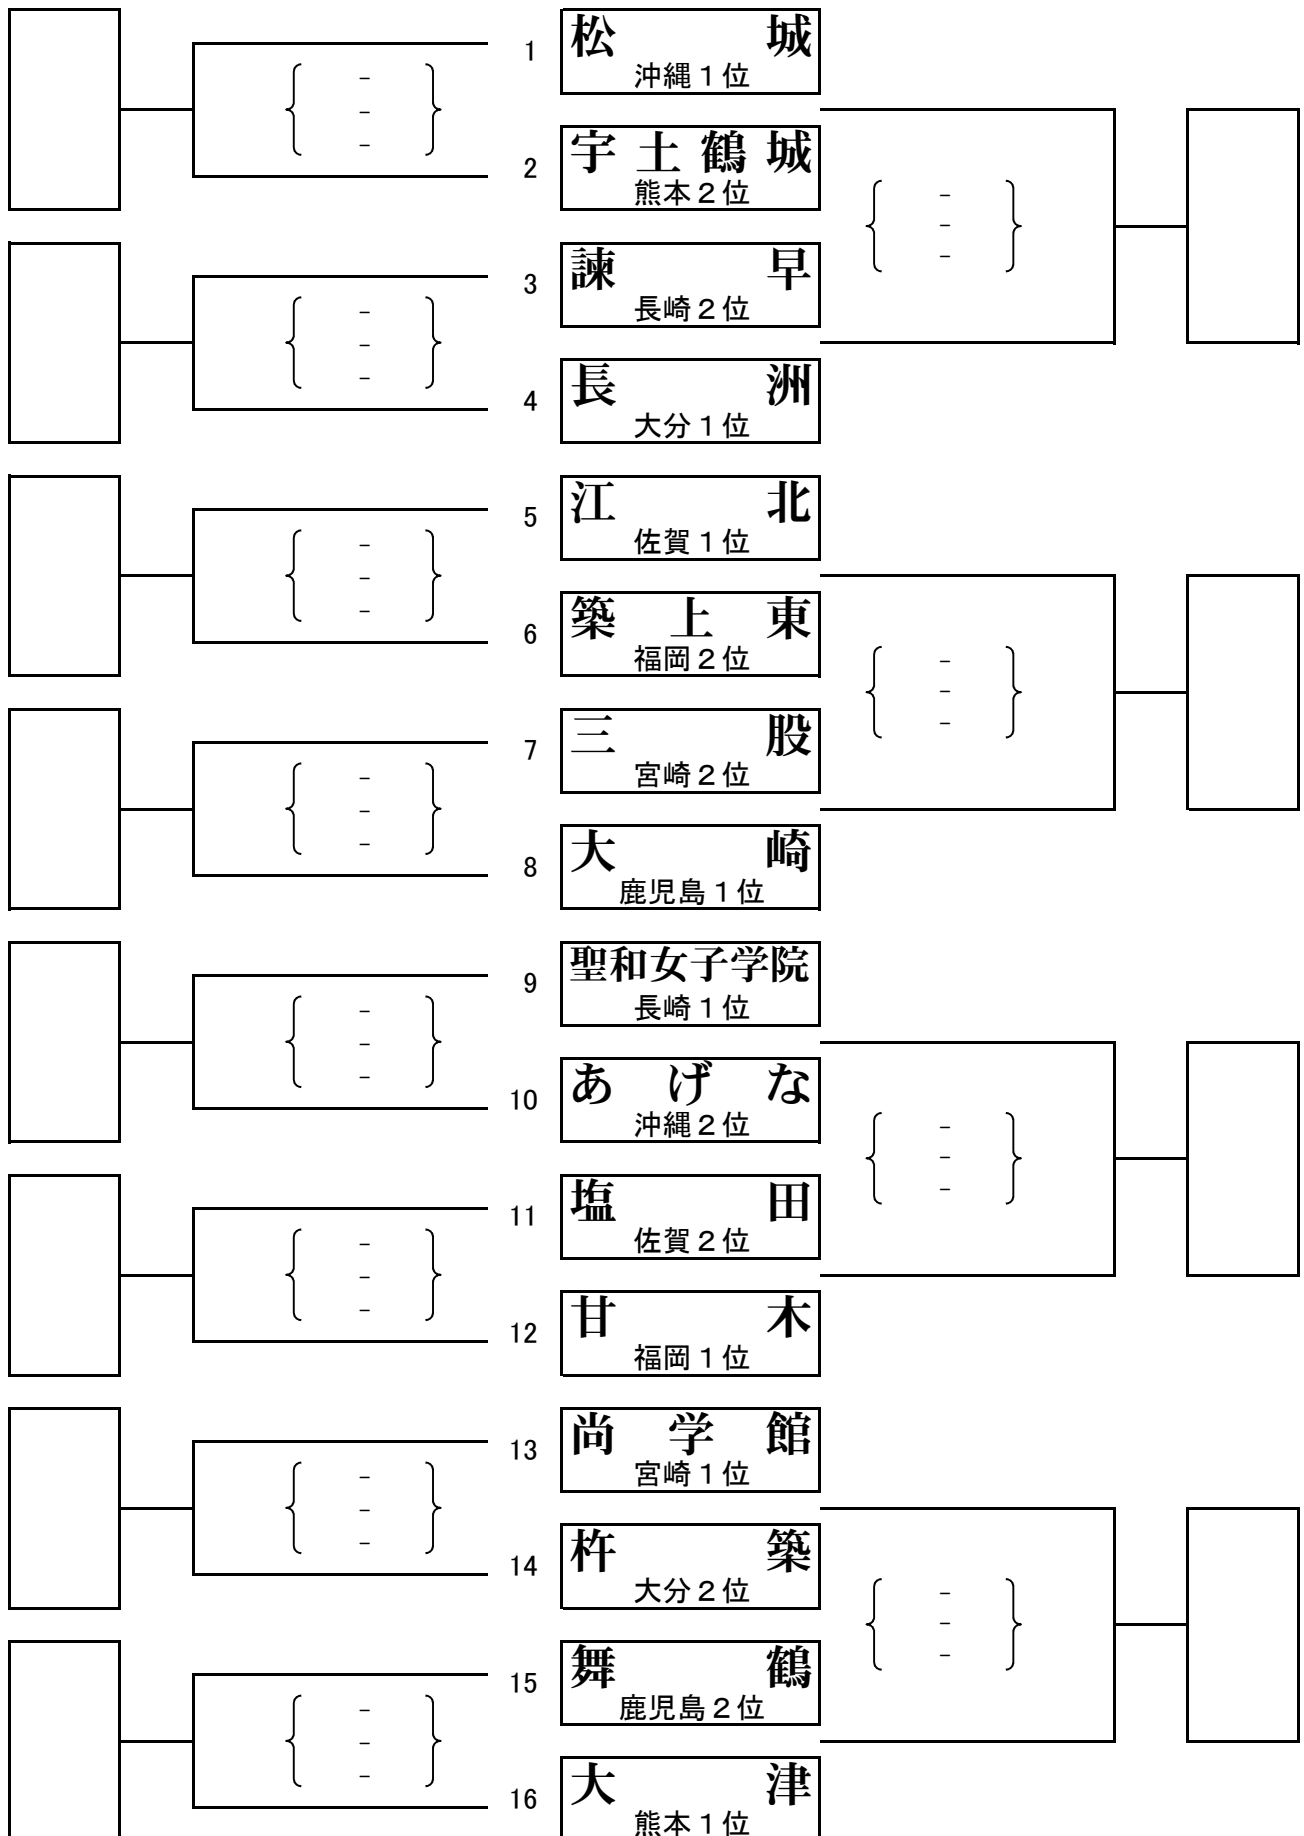 1 松城
沖縄1位
2 宇土鶴城
熊本2位
3 諫早
長崎2位
4 長洲
大分1位
5 江北
佐賀1位
6 築上東
福岡2位
7 三股
宮崎2位
8 大崎
鹿児島1位
9 聖和女子学院
長崎1位
10 あげな
沖縄2位
11 塩田
佐賀2位
12 甘木
福岡1位
13 尚学館
宮崎1位
14 杵築
大分2位
15 舞鶴
鹿児島2位
16 大津
熊本1位